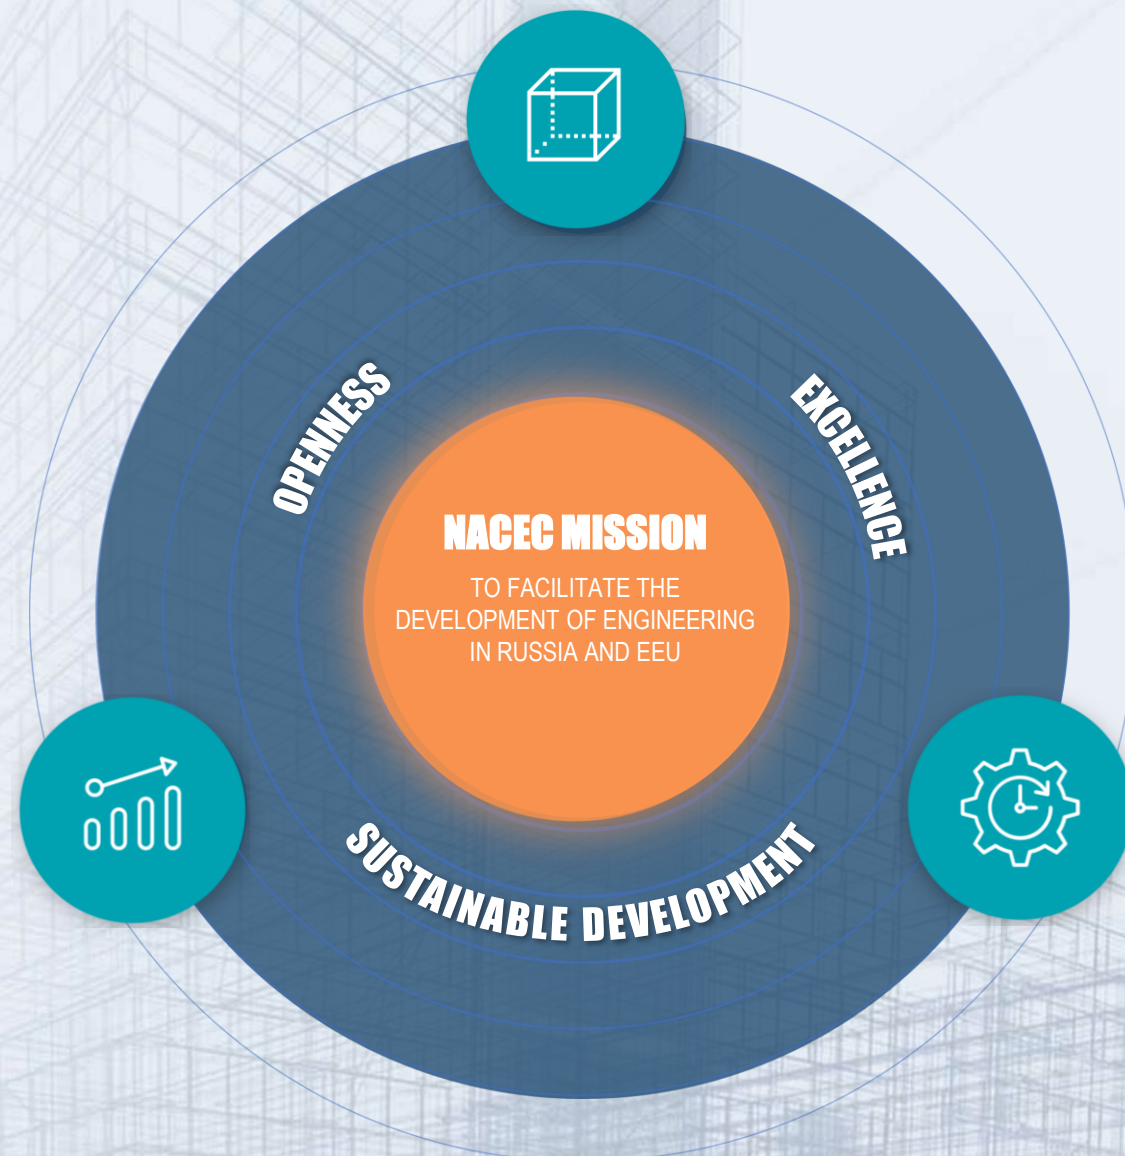 OPENNESS
EXCELLENCE
NACEC MISSION
TO FACILITATE THE
DEVELOPMENT OF ENGINEERING
IN RUSSIA AND EEU
SUSTAINABLE DEVELOPMENT